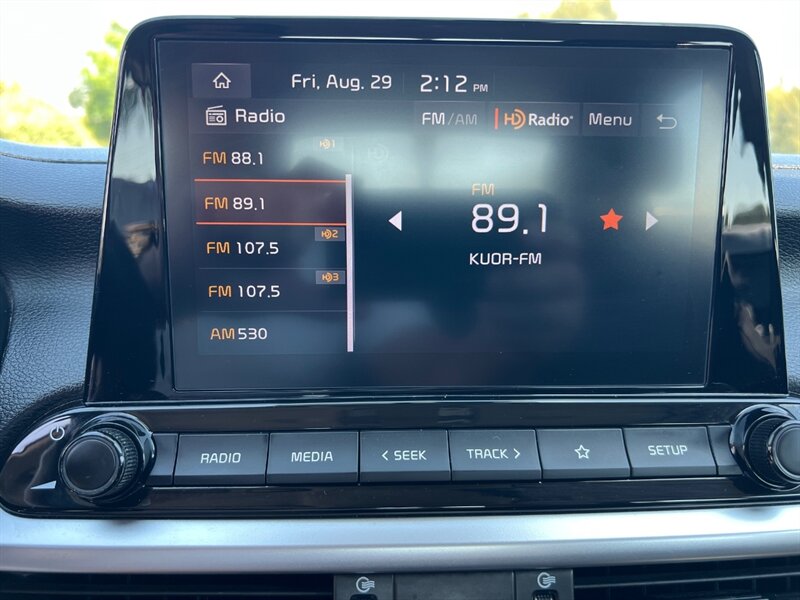 Fri, Aug. 29 2:12 PM
Radio FM/AM HD Radio Menu
FM 88.1 HD1
FM 89.1
FM 107.5 HD2
FM 107.5 HD3
AM 530
FM
89.1
KUOR-FM
RADIO MEDIA < SEEK TRACK > SETUP